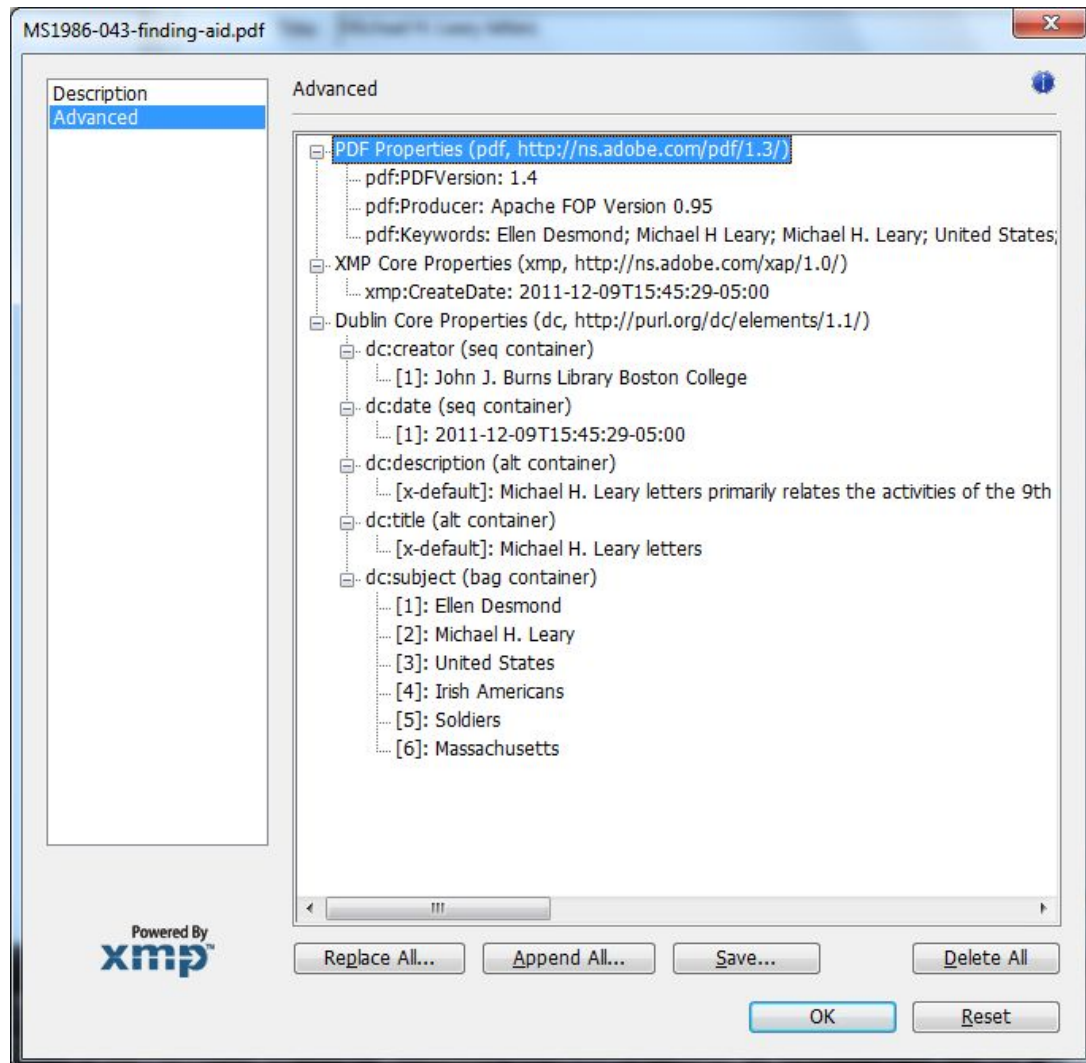 MS1986-043-finding-aid.pdf
Description
Advanced
Advanced
PDF Properties (pdf, http://ns.adobe.com/pdf/1.3/)
pdf:PDFVersion: 1.4
pdf:Producer: Apache FOP Version 0.95
pdf:Keywords: Ellen Desmond; Michael H Leary; Michael H. Leary; United States;
XMP Core Properties (xmp, http://ns.adobe.com/xap/1.0/)
xmp:CreateDate: 2011-12-09T15:45:29-05:00
Dublin Core Properties (dc, http://purl.org/dc/elements/1.1/)
dc:creator (seq container)
[1]: John J. Burns Library Boston College
dc:date (seq container)
[1]: 2011-12-09T15:45:29-05:00
dc:description (alt container)
[x-default]: Michael H. Leary letters primarily relates the activities of the 9th
dc:title (alt container)
[x-default]: Michael H. Leary letters
dc:subject (bag container)
[1]: Ellen Desmond
[2]: Michael H. Leary
[3]: United States
[4]: Irish Americans
[5]: Soldiers
[6]: Massachusetts
Powered By
xmp™
Replace All... Append All... Save... Delete All
OK Reset